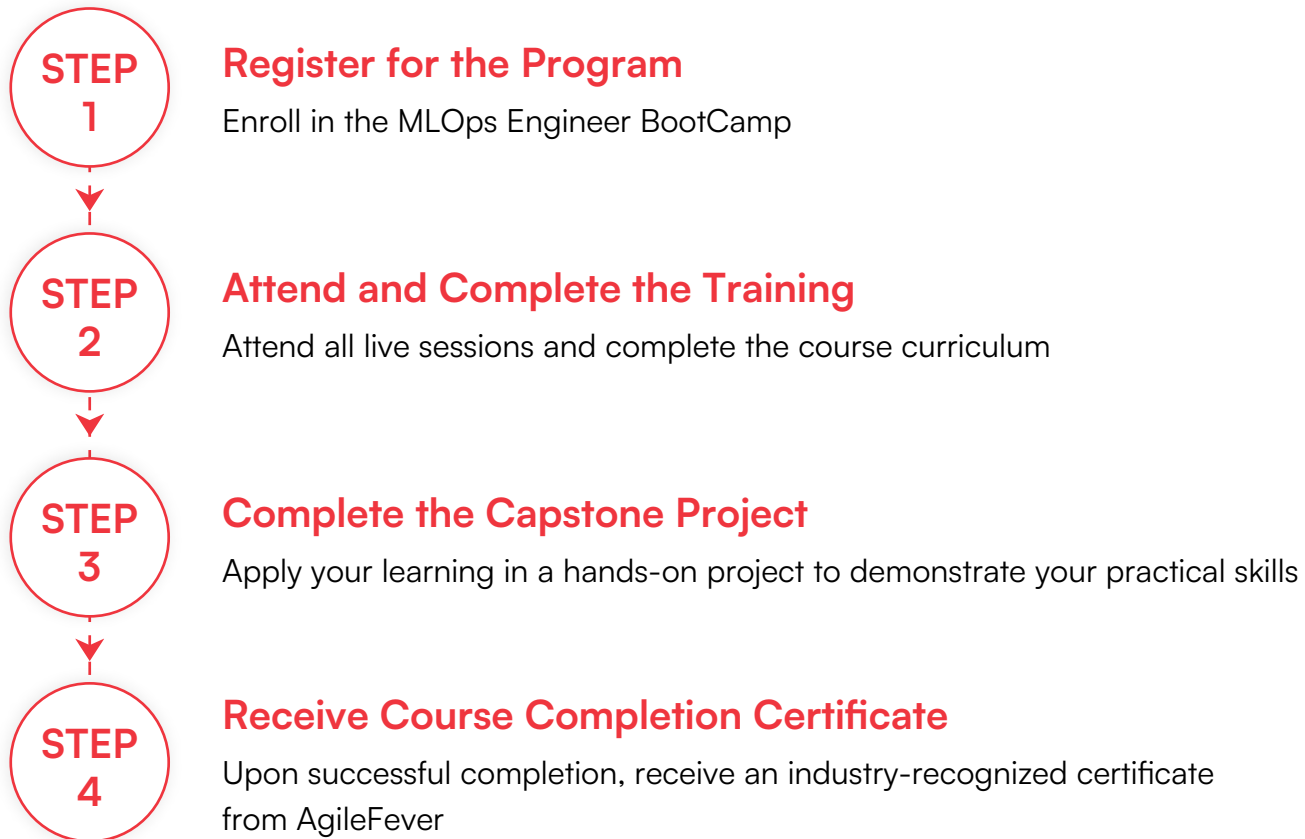 STEP
1
Register for the Program
Enroll in the MLOps Engineer BootCamp
STEP
2
Attend and Complete the Training
Attend all live sessions and complete the course curriculum
STEP
3
Complete the Capstone Project
Apply your learning in a hands-on project to demonstrate your practical skills
STEP
4
Receive Course Completion Certificate
Upon successful completion, receive an industry-recognized certificate
from AgileFever